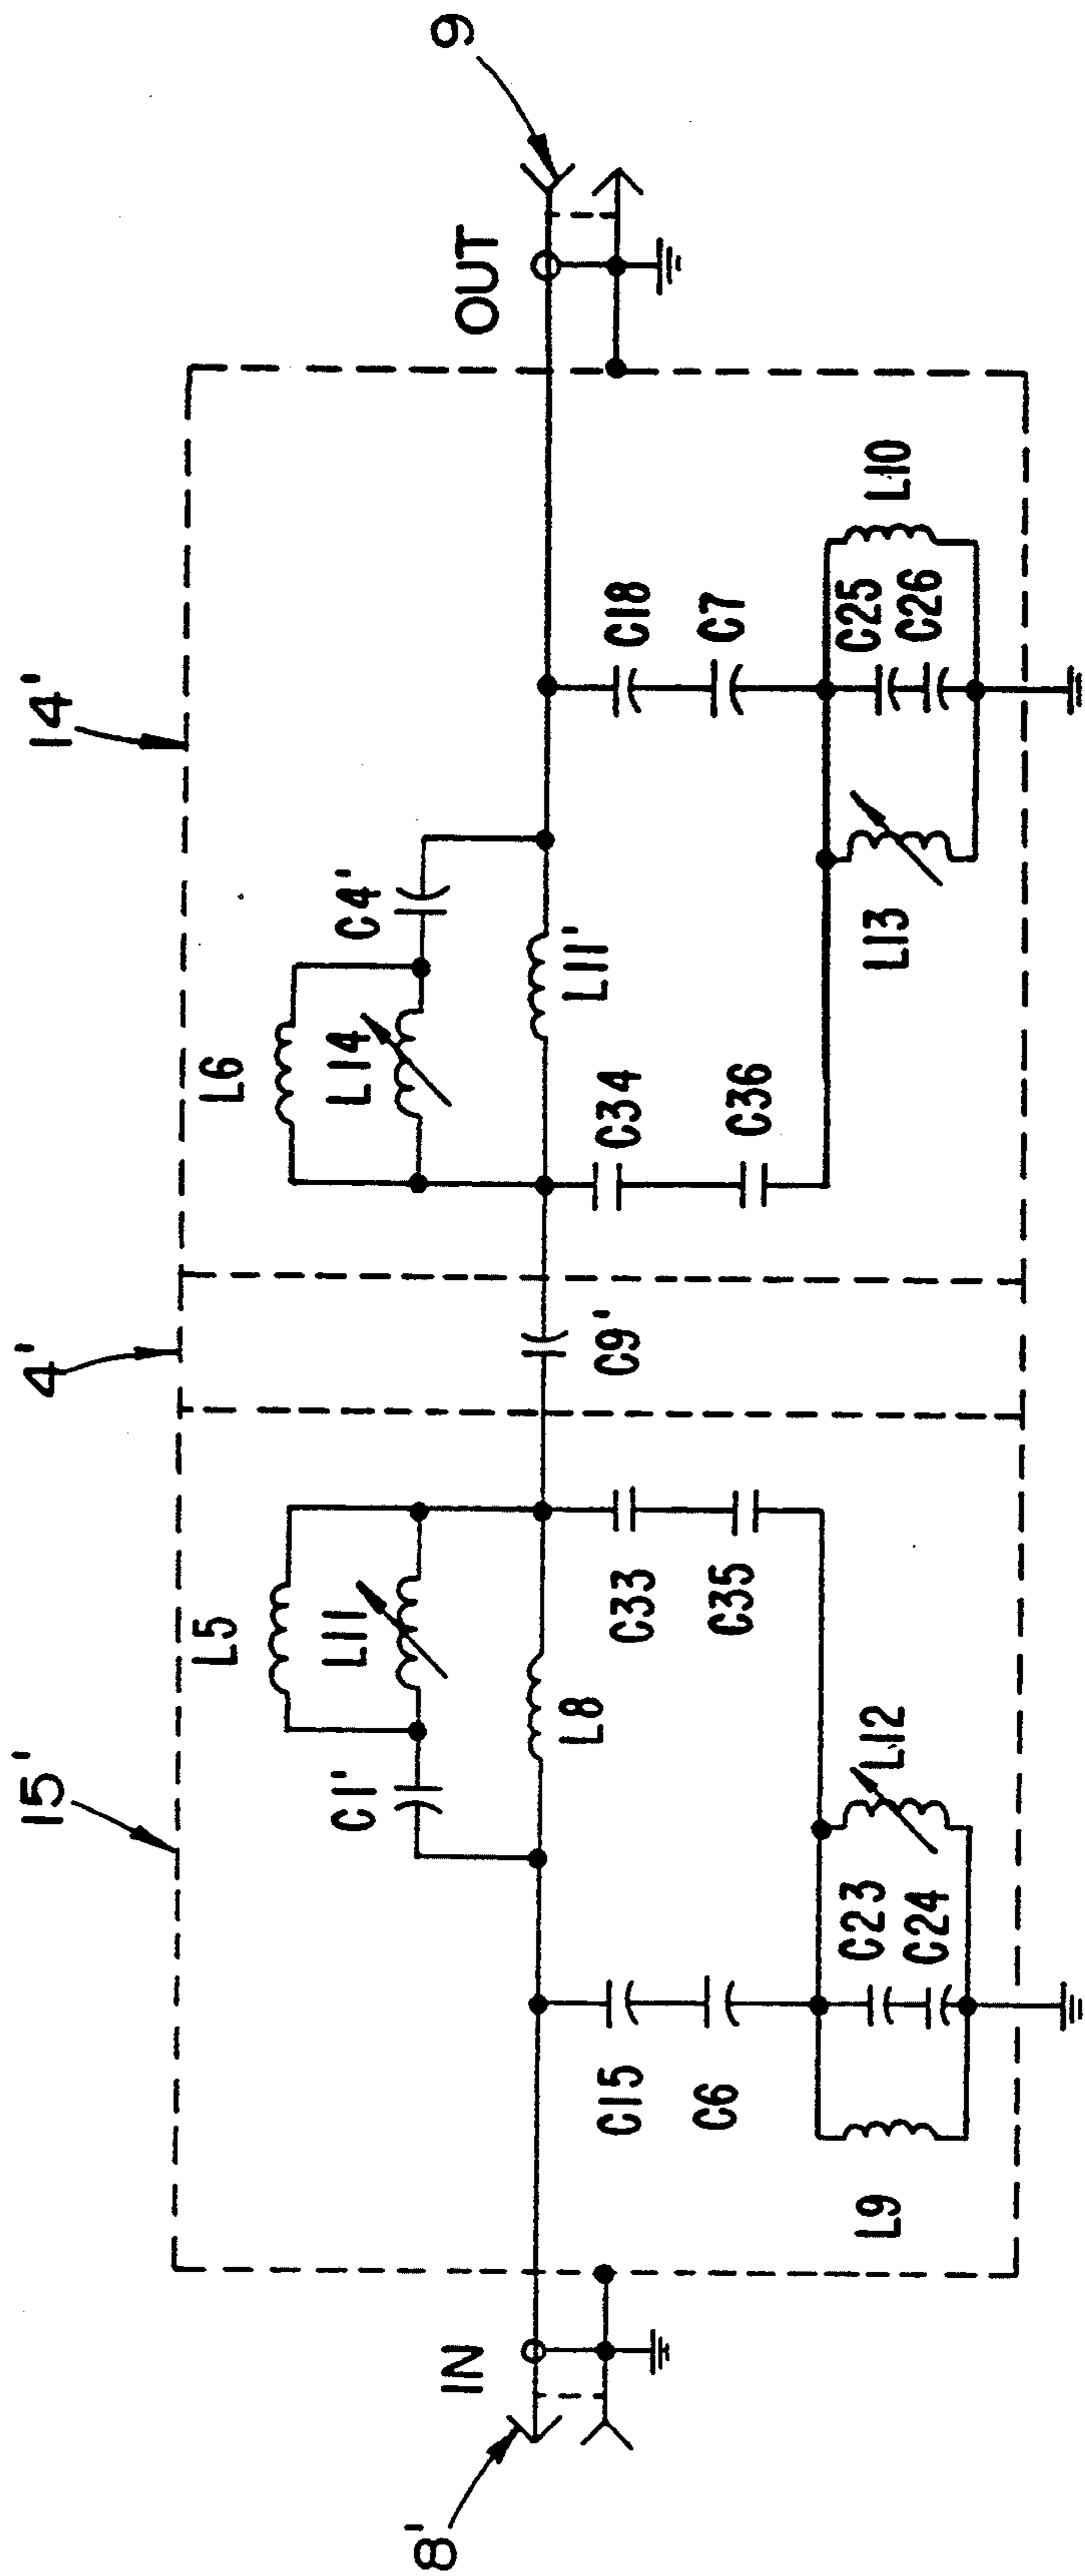 15'
4'
14'
L5
L6
L11
L14
C1'
C4'
8'
IN
L8
C9'
L11'
OUT
9
C15
C33
C34
C18
C6
C35
C36
C7
L9
C23
C24
L12
L13
C25
C26
L10